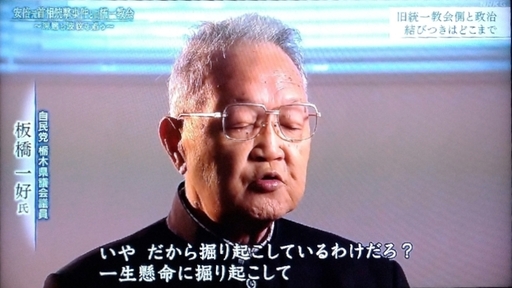 旧統一教会側と政治
結びつきはどこまで
自民党 栃木県議会議員
板橋一好氏
いや だから掘り起こしているわけだろ？
一生懸命に掘り起こして